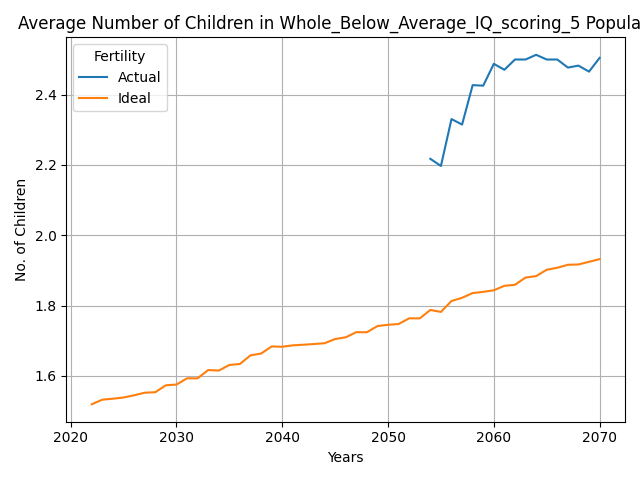 Average Number of Children in Whole_Below_Average_IQ_scoring_5 Popula
Fertility
Actual
Ideal
2.4
2.2
2.0
1.8
1.6
No. of Children
2020 2030 2040 2050 2060 2070
Years